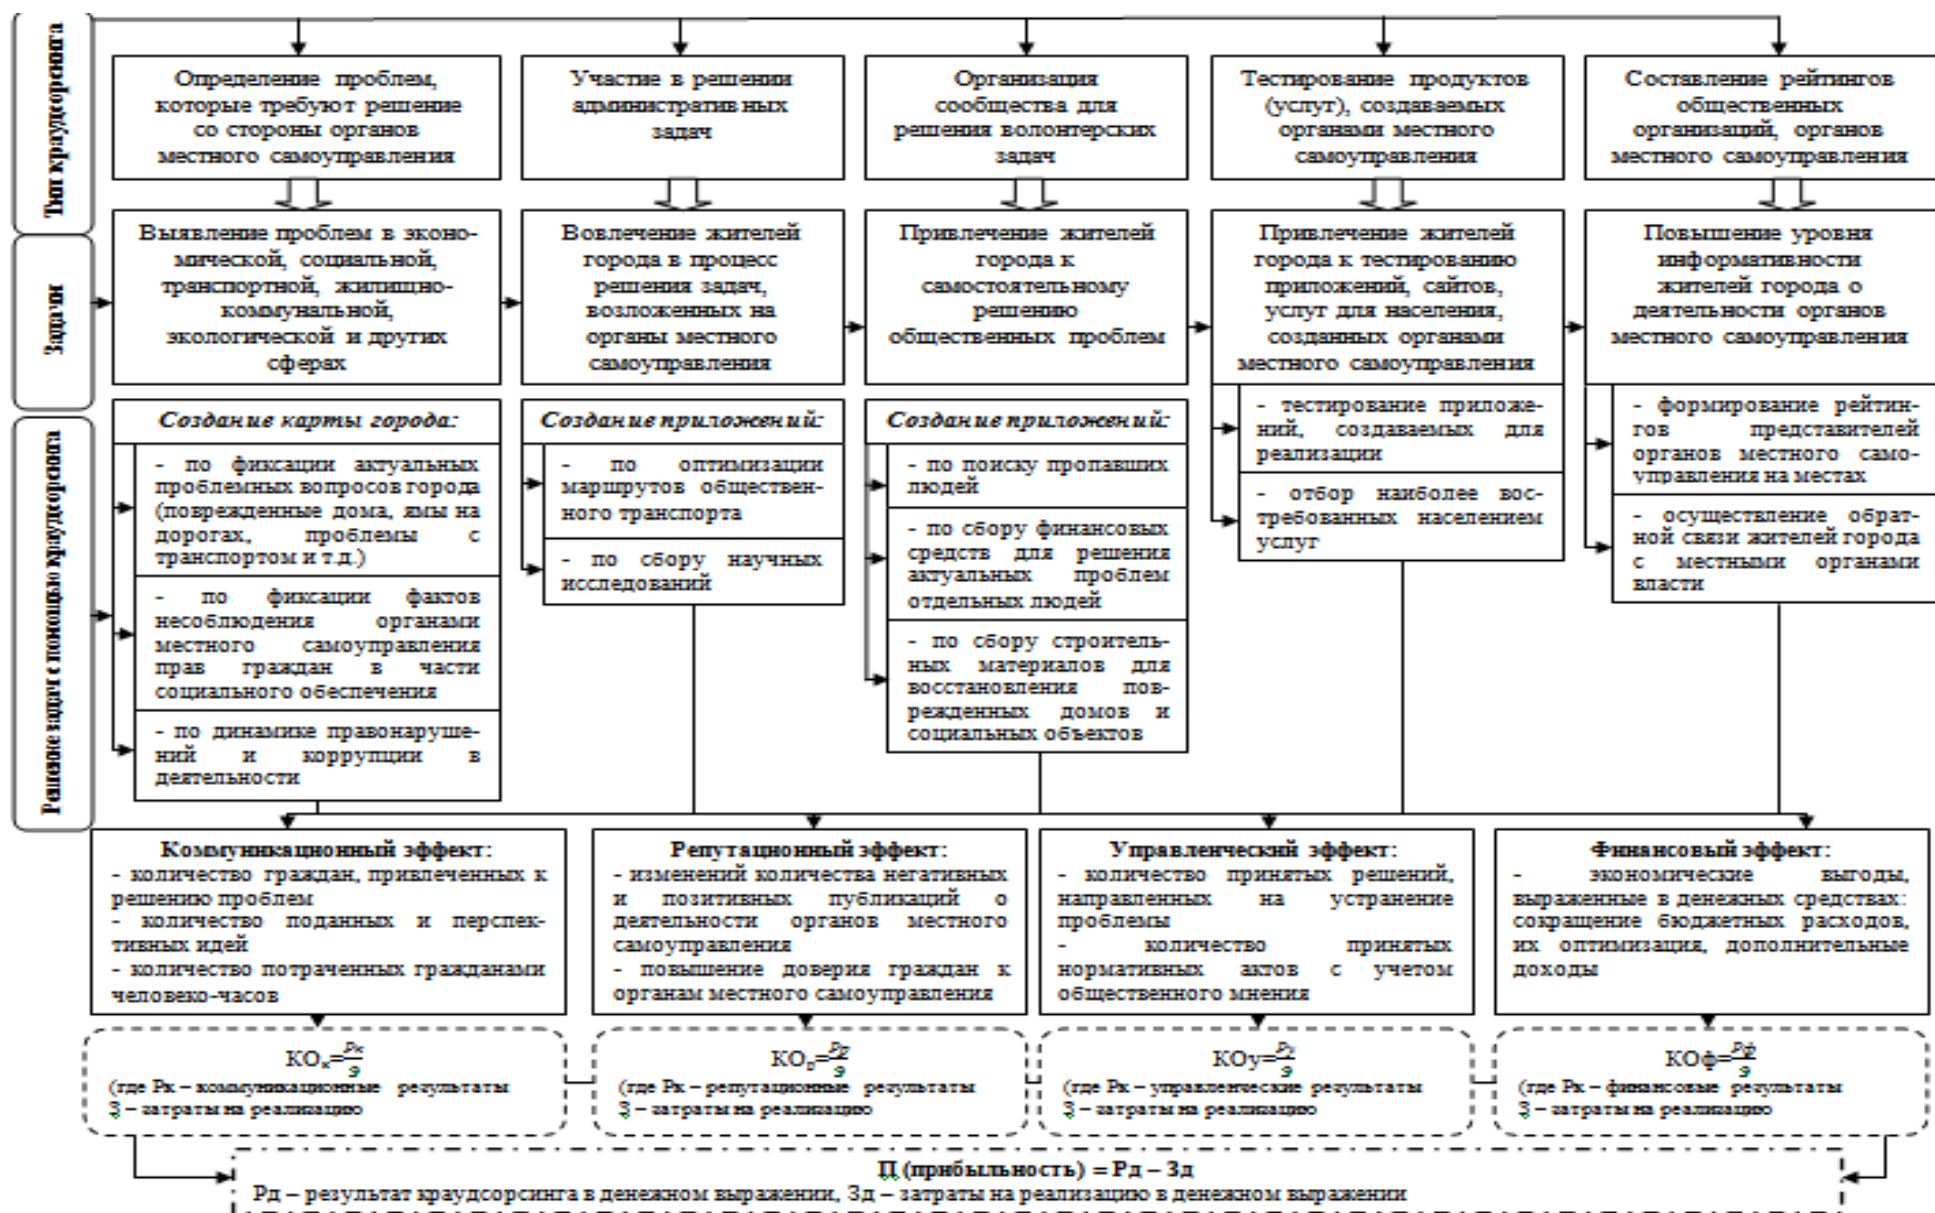 Тип краудсорсинга
Определение проблем,
которые требуют решение
со стороны органов
местного самоуправления
Участие в решении
административных
задач
Организация
сообщества для
решения волонтерских
задач
Тестирование продуктов
(услуг), создаваемых
органами местного
самоуправления
Составление рейтингов
общественных
организаций, органов
местного самоуправления
Задачи
Выявление проблем в эконо-
мической, социальной,
транспортной, жилищно-
коммунальной,
экологической и других
сферах
Вовлечение жителей
города в процесс
решения задач,
возложенных на
органы местного
самоуправления
Привлечение жителей
города к
самостоятельному
решению
общественных проблем
Привлечение жителей
города к тестированию
приложений, сайтов,
услуг для населения,
созданных органами
местного самоуправления
Повышение уровня
информативности
жителей города о
деятельности органов
местного самоуправления
Решение задач с помощью краудсорсинга
Создание карты города:
- по фиксации актуальных
проблемных вопросов города
(поврежденные дома, ямы на
дорогах, проблемы с
транспортом и т.д.)
- по фиксации фактов
несоблюдения органами
местного самоуправления
прав граждан в части
социального обеспечения
- по динамике правонаруше-
ний и коррупции в
деятельности
Создание приложений:
- по оптимизации
маршрутов обществен-
ного транспорта
- по сбору научных
исследований
Создание приложений:
- по поиску пропавших
людей
- по сбору финансовых
средств для решения
актуальных проблем
отдельных людей
- по сбору строитель-
ных материалов для
восстановления пов-
режденных домов и
социальных объектов
- тестирование приложе-
ний, создаваемых для
реализации
- отбор наиболее вос-
требованных населением
услуг
- формирование рейтин-
гов представителей
органов местного само-
управления на местах
- осуществление обрат-
ной связи жителей города
с местными органами
власти
Коммуникационный эффект:
- количество граждан, привлеченных к
решению проблем
- количество поданных и перспек-
тивных идей
- количество потраченных гражданами
человеко-часов
Репутационный эффект:
- изменений количества негативных
и позитивных публикаций о
деятельности органов местного
самоуправления
- повышение доверия граждан к
органам местного самоуправления
Управленческий эффект:
- количество принятых решений,
направленных на устранение
проблемы
- количество принятых
нормативных актов с учетом
общественного мнения
Финансовый эффект:
- экономические выгоды,
выраженные в денежных средствах:
сокращение бюджетных расходов,
их оптимизация, дополнительные
доходы
КОк=Рк/З
(где Рк – коммуникационные результаты
З – затраты на реализацию
КОр=Рр/З
(где Рк – репутационные результаты
З – затраты на реализацию
КОу=Ру/З
(где Рк – управленческие результаты
З – затраты на реализацию
КОф=Рф/З
(где Рк – финансовые результаты
З – затраты на реализацию
П (прибыльность) = Рд – Зд
Рд – результат краудсорсинга в денежном выражении, Зд – затраты на реализацию в денежном выражении